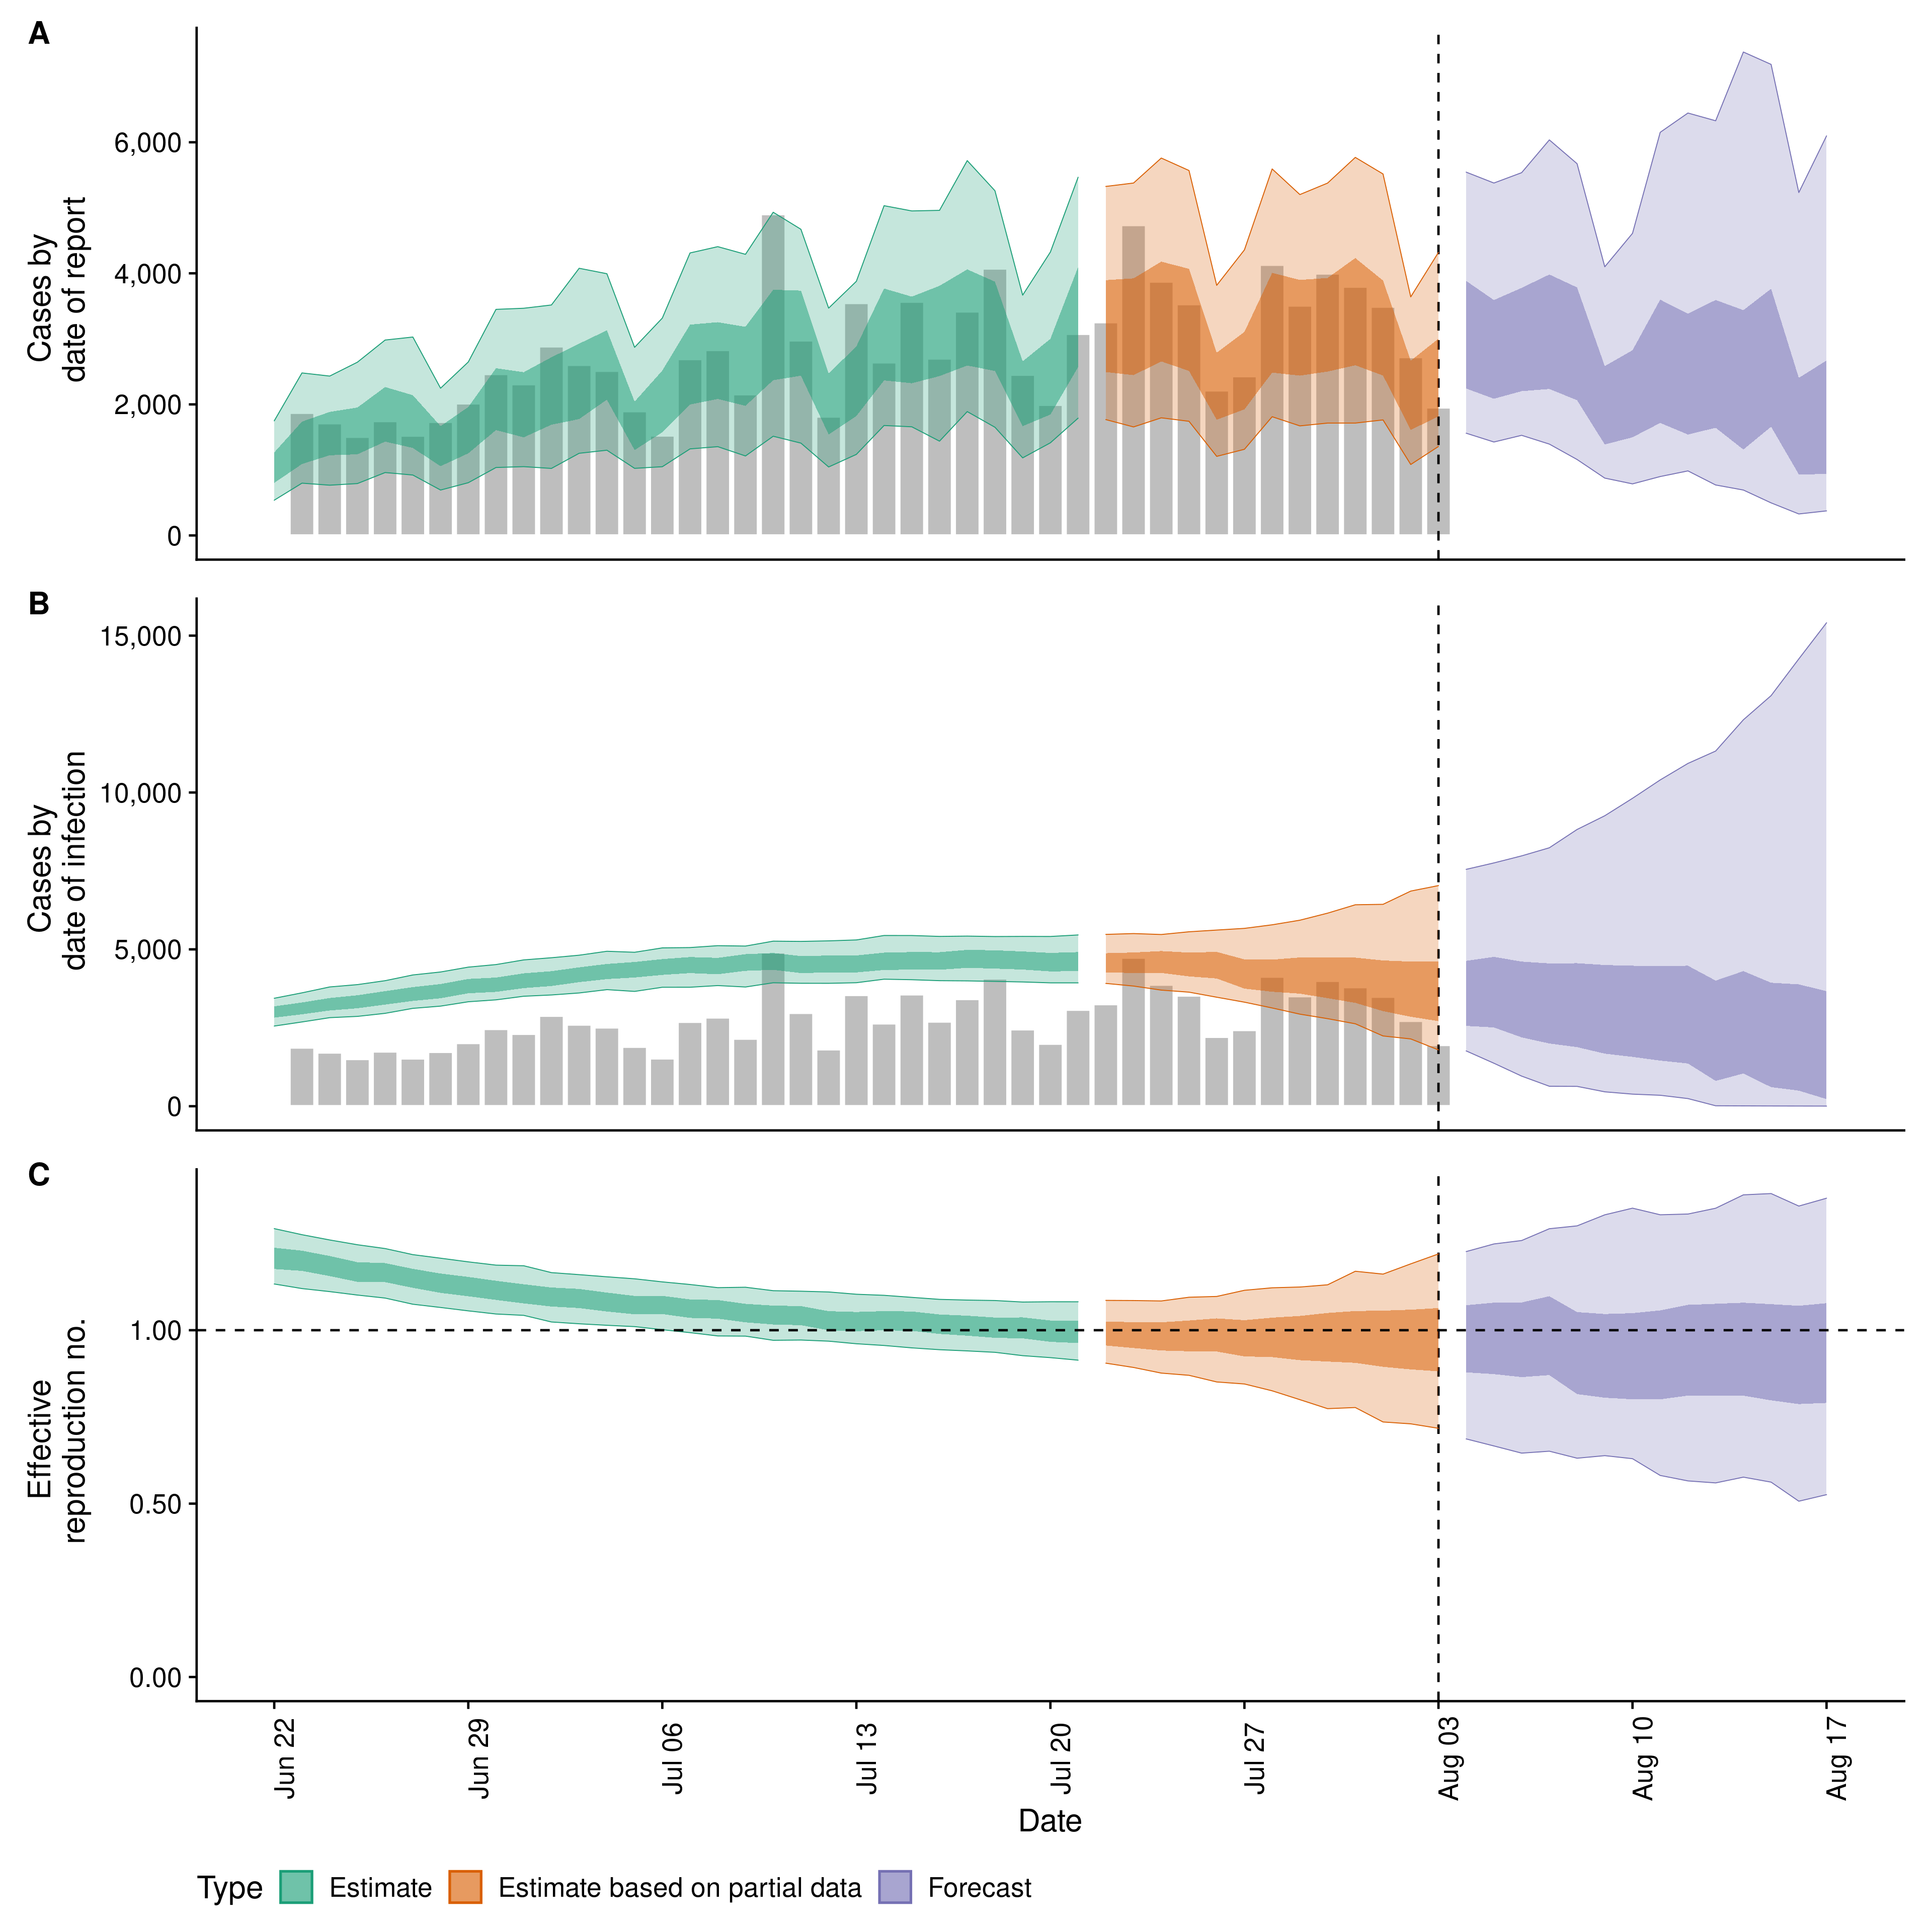 A
Cases by
date of report
6,000
4,000
2,000
0
B
Cases by
date of infection
15,000
10,000
5,000
0
C
Effective
reproduction no.
1.00
0.50
0.00
Jun 22
Jun 29
Jul 06
Jul 13
Jul 20
Jul 27
Aug 03
Aug 10
Aug 17
Date
Type Estimate Estimate based on partial data Forecast